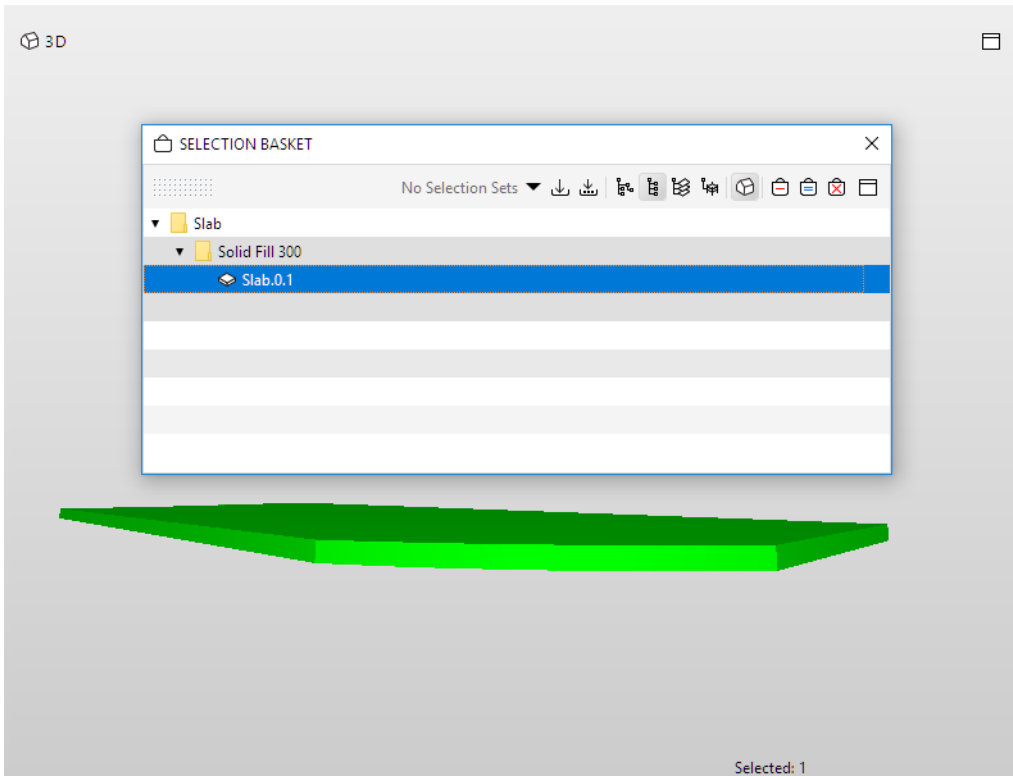 3D
SELECTION BASKET
No Selection Sets
Slab
Solid Fill 300
Slab.0.1
Selected: 1